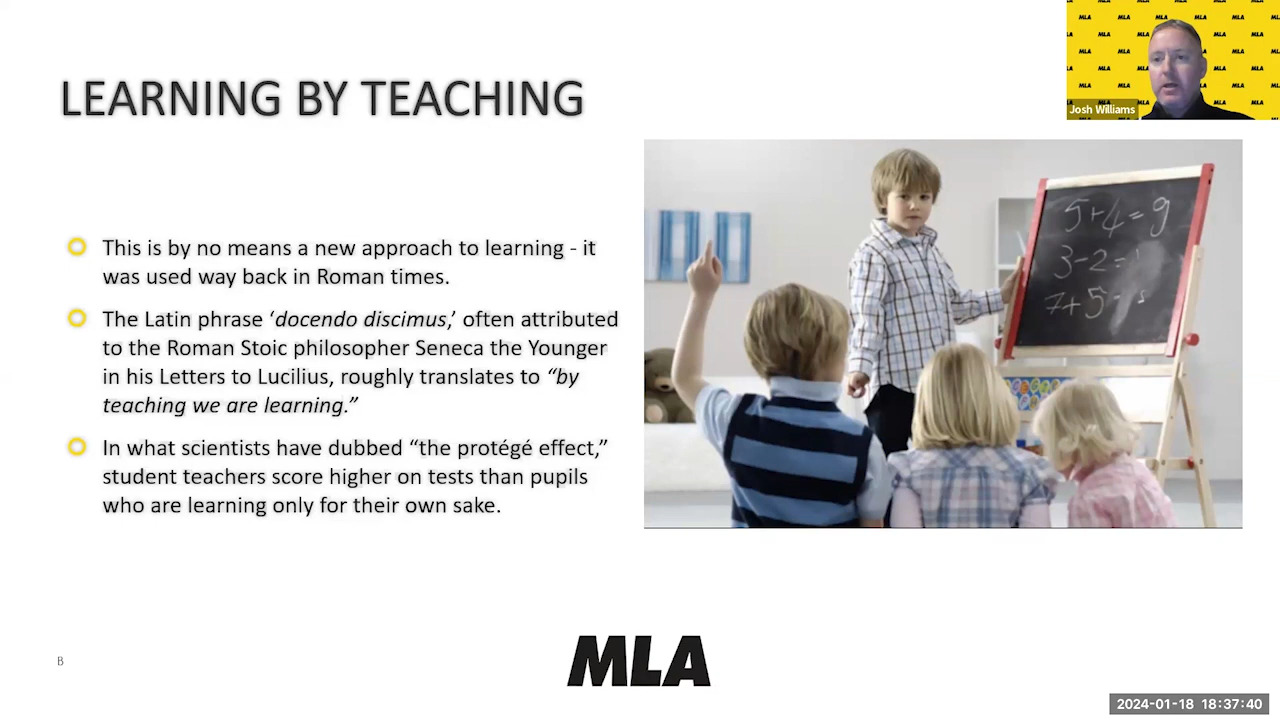 LEARNING BY TEACHING
This is by no means a new approach to learning - it
was used way back in Roman times.
The Latin phrase ‘docendo discimus,’ often attributed
to the Roman Stoic philosopher Seneca the Younger
in his Letters to Lucilius, roughly translates to “by
teaching we are learning.”
In what scientists have dubbed “the protégé effect,”
student teachers score higher on tests than pupils
who are learning only for their own sake.
Josh Williams
5+4=9
3-2=
7+5=
B
MLA
2024-01-18 18:37:40